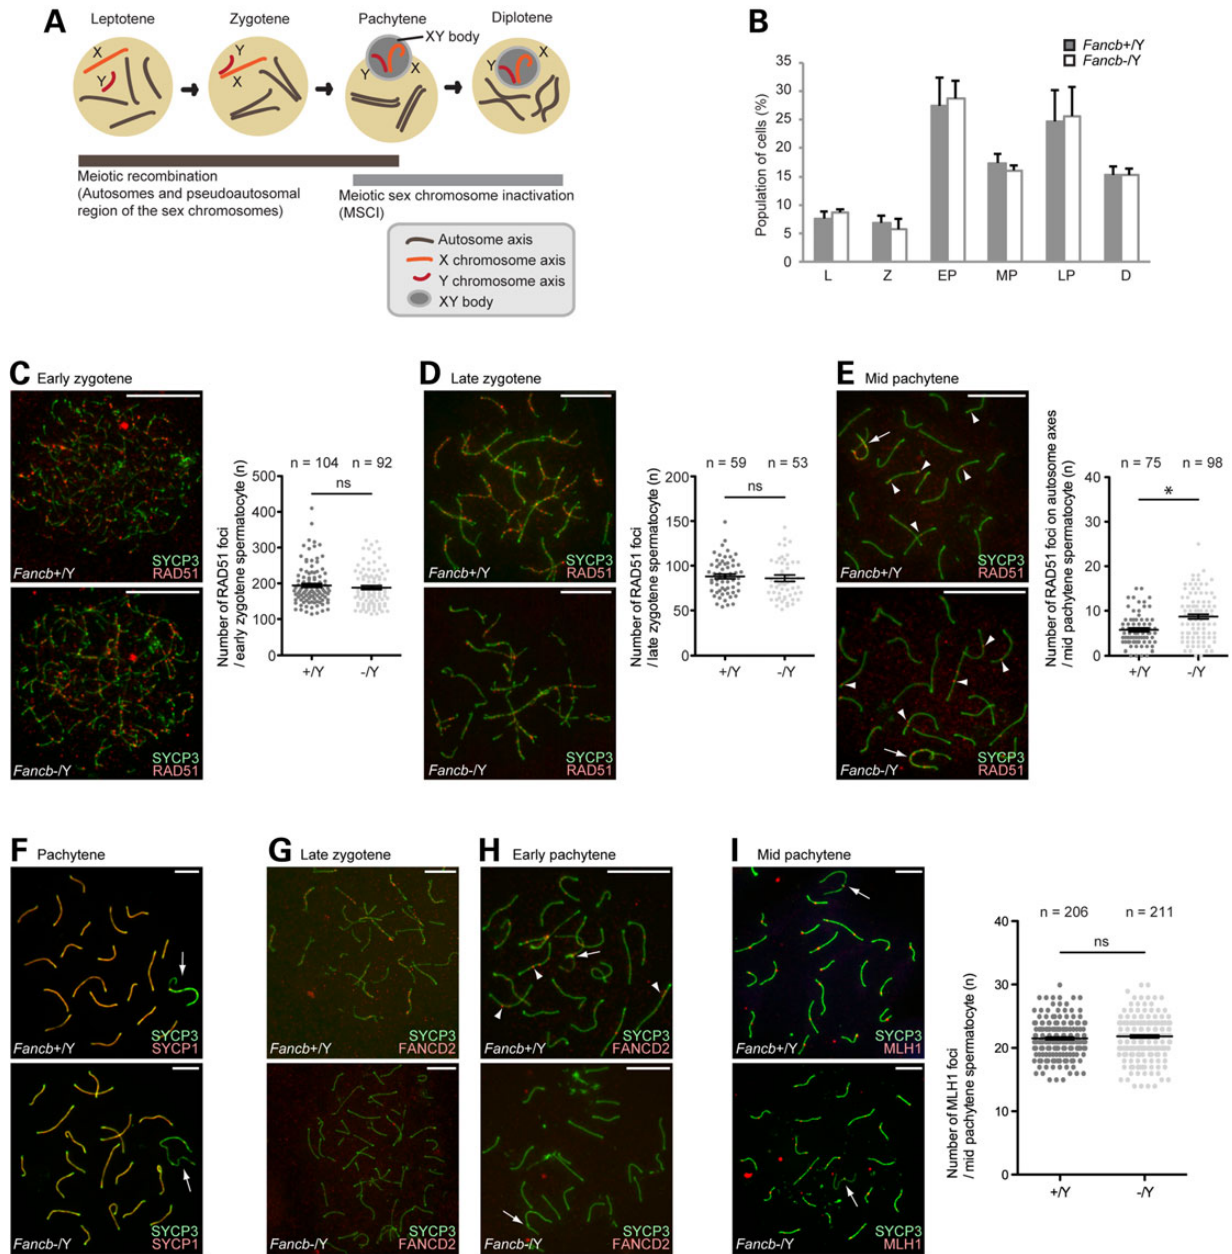 A
Leptotene
Zygotene
Pachytene
Diplotene
XY body
X
Y
Y
X
Y
X
Y
X
Meiotic recombination
(Autosomes and pseudoautosomal
region of the sex chromosomes)
Meiotic sex chromosome inactivation
(MSCI)
Autosome axis
X chromosome axis
Y chromosome axis
XY body
B
Fancb+/Y
Fancb-/Y
Population of cells (%)
35
30
25
20
15
10
5
0
L
Z
EP
MP
LP
D
C Early zygotene
SYCP3
Fancb+/Y RAD51
SYCP3
Fancb-/Y RAD51
Number of RAD51 foci
/ early zygotene spermatocyte (n)
n = 104 n = 92
ns
500
400
300
200
100
0
+/Y -/Y
D Late zygotene
SYCP3
Fancb+/Y RAD51
SYCP3
Fancb-/Y RAD51
Number of RAD51 foci
/ late zygotene spermatocyte (n)
n = 59 n = 53
ns
200
150
100
50
0
+/Y -/Y
E Mid pachytene
SYCP3
Fancb+/Y RAD51
SYCP3
Fancb-/Y RAD51
Number of RAD51 foci on autosome axes
/ mid pachytene spermatocyte (n)
n = 75 n = 98
*
40
30
20
10
0
+/Y -/Y
F Pachytene
SYCP3
Fancb+/Y SYCP1
SYCP3
Fancb-/Y SYCP1
G Late zygotene
SYCP3
Fancb+/Y FANCD2
SYCP3
Fancb-/Y FANCD2
H Early pachytene
SYCP3
Fancb+/Y FANCD2
SYCP3
Fancb-/Y FANCD2
I Mid pachytene
SYCP3
Fancb+/Y MLH1
SYCP3
Fancb-/Y MLH1
Number of MLH1 foci
/ mid pachytene spermatocyte (n)
n = 206 n = 211
ns
40
30
20
10
0
+/Y -/Y